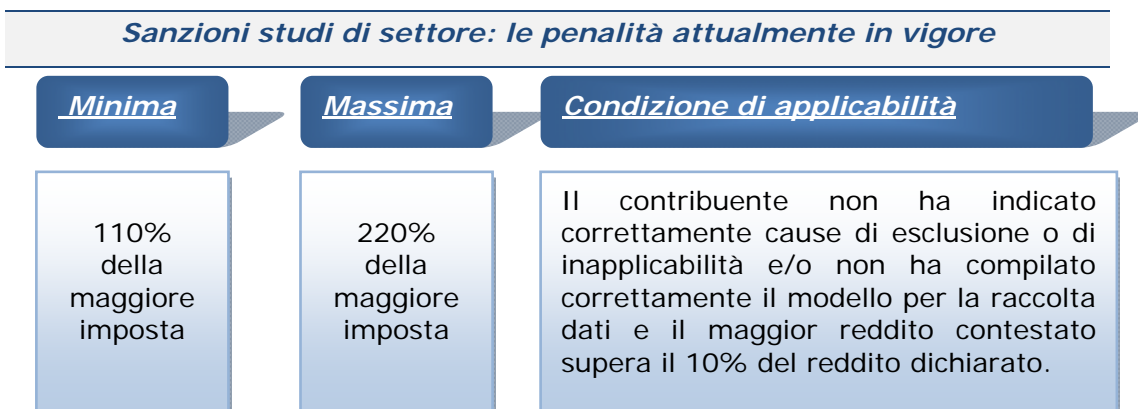 Sanzioni studi di settore: le penalità attualmente in vigore
Minima
Massima
Condizione di applicabilità
110%
della
maggiore
imposta
220%
della
maggiore
imposta
Il contribuente non ha indicato
correttamente cause di esclusione o di
inapplicabilità e/o non ha compilato
correttamente il modello per la raccolta
dati e il maggior reddito contestato
supera il 10% del reddito dichiarato.